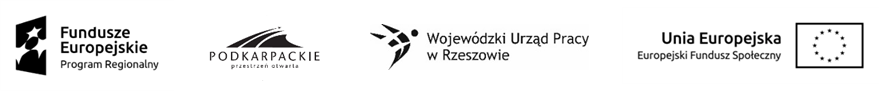 Fundusze
Europejskie
Program Regionalny
PODKARPACKIE
przestrzeń otwarta
Wojewódzki Urząd Pracy
w Rzeszowie
Unia Europejska
Europejski Fundusz Społeczny